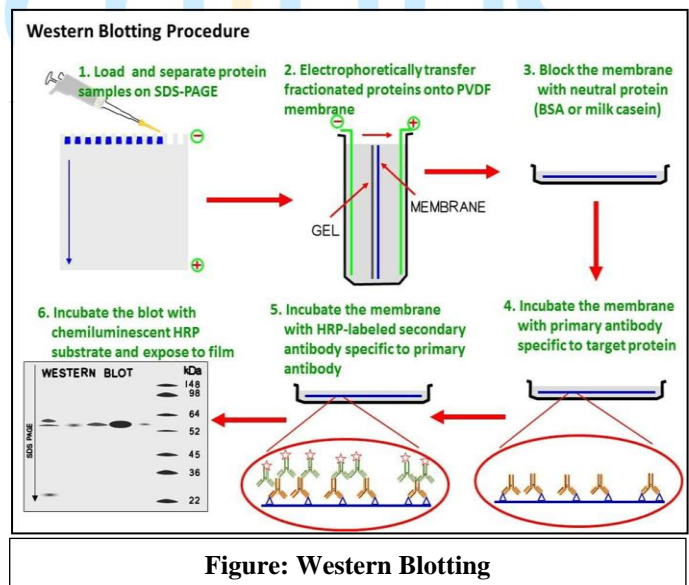 Western Blotting Procedure
1. Load and separate protein
samples on SDS-PAGE
2. Electrophoretically transfer
fractionated proteins onto PVDF
membrane
3. Block the membrane
with neutral protein
(BSA or milk casein)
GEL
MEMBRANE
4. Incubate the membrane
with primary antibody
specific to target protein
5. Incubate the membrane
with HRP-labeled secondary
antibody specific to primary
antibody
6. Incubate the blot with
chemiluminescent HRP
substrate and expose to film
WESTERN BLOT
kDa
148
98
64
52
45
36
22
SDS PAGE
Figure: Western Blotting